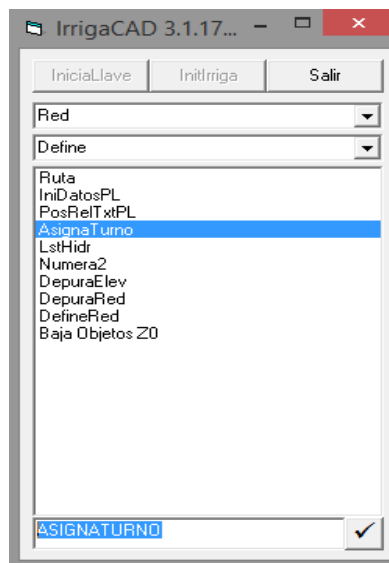 IrrigaCAD 3.1.17...
IniciaLlave InitIrriga Salir
Red
Define
Ruta
IniDatosPL
PosRelTxtPL
AsignaTurno
LstHidr
Numera2
DepuraElev
DepuraRed
DefineRed
Baja Objetos Z0
ASIGNATURNO